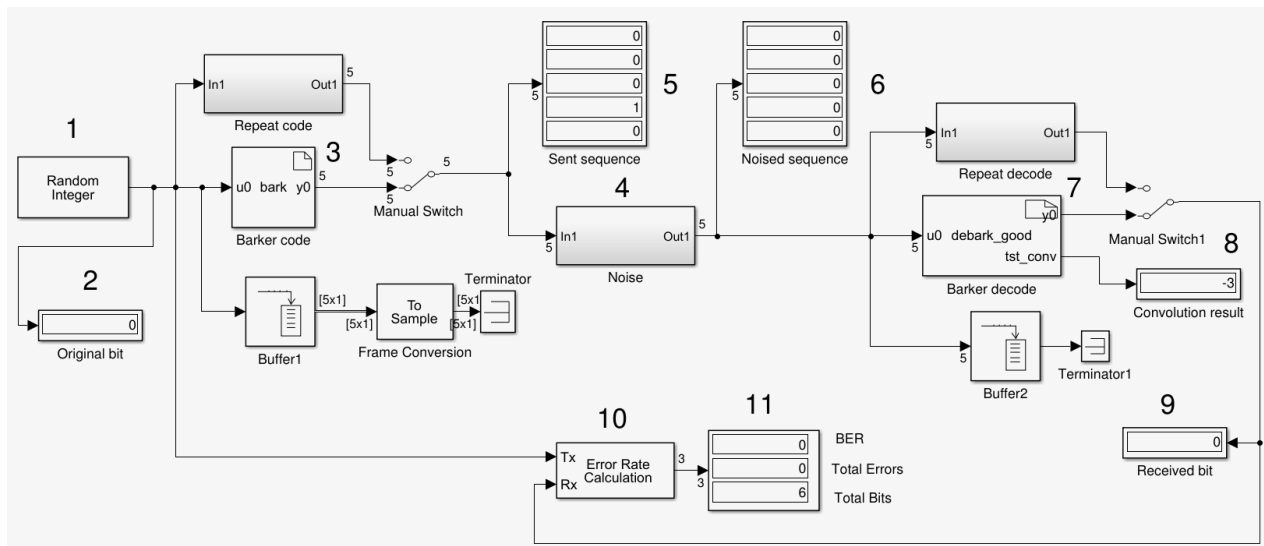 1
Random
Integer
2
0
Original bit
In1
Out1
5
Repeat code
3
u0 bark y0
5
Barker code
5
5
5
Manual Switch
[5x1]
[5x1]
Buffer1
To
Sample
Frame Conversion
[5x1
[5x1]
Terminator
0
0
0
1
0
5
5
Sent sequence
4
5
In1
Out1
5
Noise
0
0
0
0
0
5
6
Noised sequence
5
In1
Out1
Repeat decode
7
5
u0
y0
debark_good
tst_conv
Barker decode
Manual Switch1
8
-3
Convolution result
5
Buffer2
Terminator1
9
0
Received bit
10
Tx
Rx
Error Rate
Calculation
3
3
11
0
0
6
BER
Total Errors
Total Bits